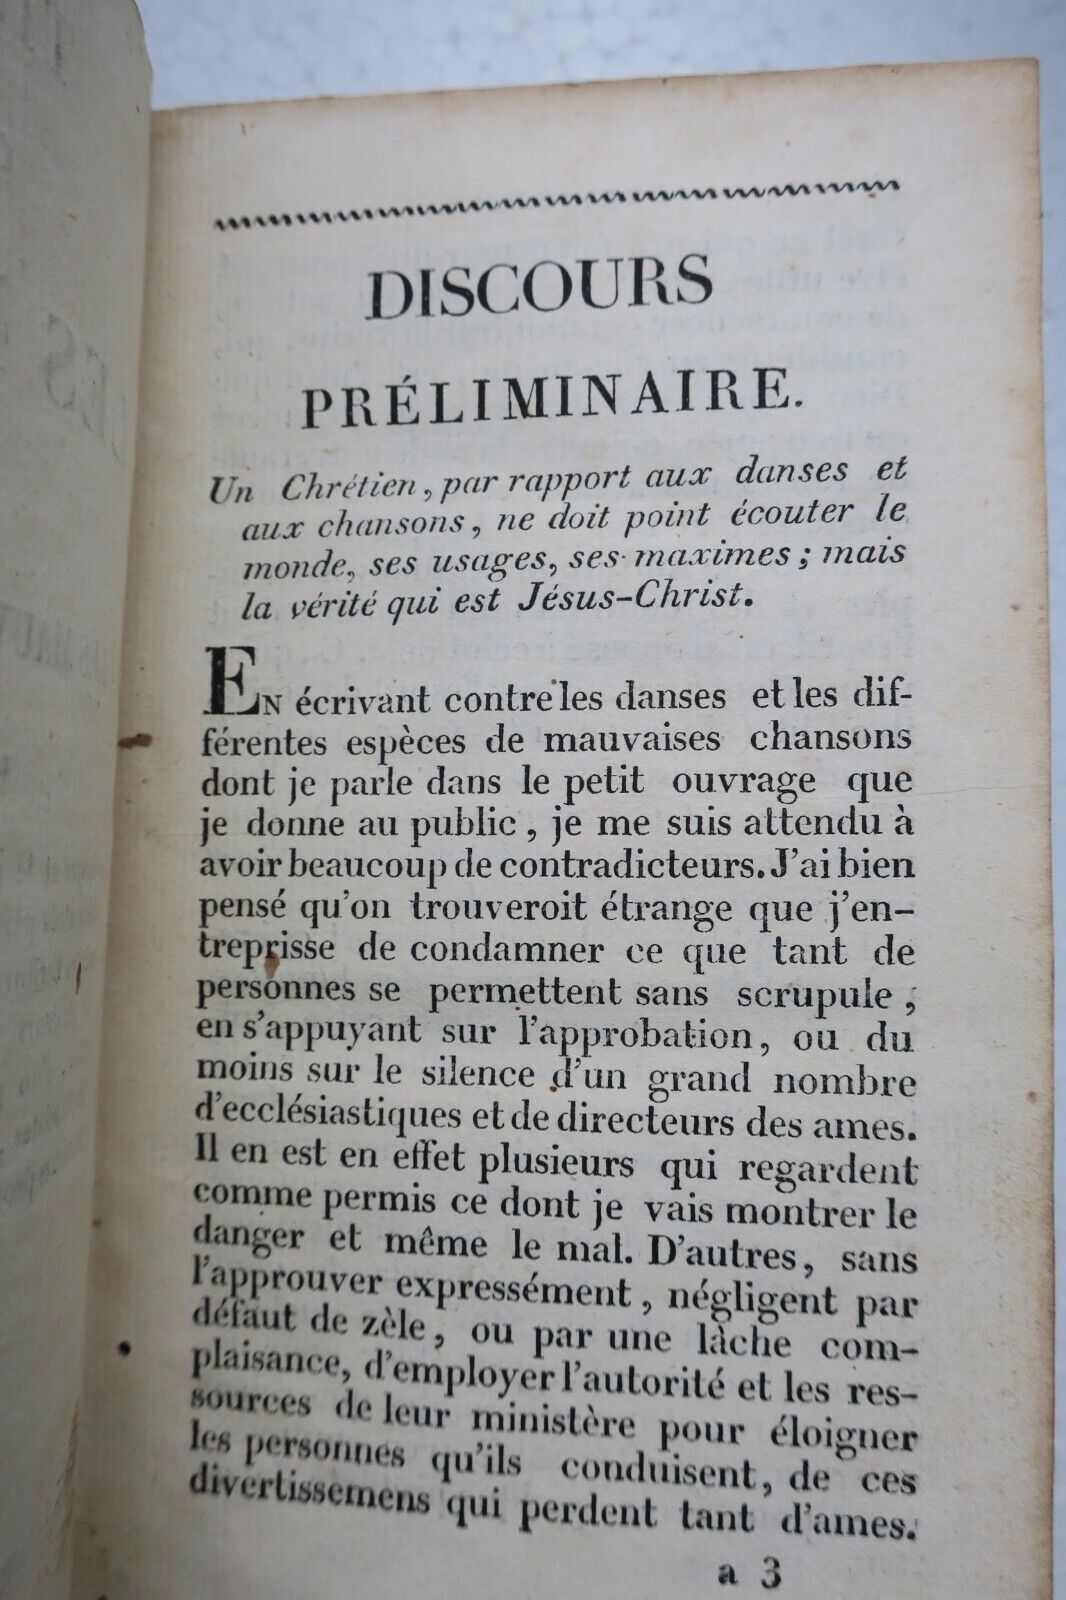 DISCOURS
PRÉLIMINAIRE.
Un Chrétien, par rapport aux danses et
aux chansons, ne doit point écouter le
monde, ses usages, ses maximes; mais
la vérité qui est Jésus-Christ.
EN écrivant contre les danses et les dif-
férentes espèces de mauvaises chansons
dont je parle dans le petit ouvrage que
je donne au public, je me suis attendu à
avoir beaucoup de contradicteurs. J'ai bien
pensé qu'on trouveroit étrange que j'en-
treprisse de condamner ce que tant de
personnes se permettent sans scrupule,
en s'appuyant sur l'approbation, ou du
moins sur le silence d'un grand nombre
d'ecclésiastiques et de directeurs des ames.
Il en est en effet plusieurs qui regardent
comme permis ce dont je vais montrer le
danger et même le mal. D'autres, sans
l'approuver expressément, négligent par
défaut de zèle, ou par une lâche com-
plaisance, d'employer l'autorité et les res-
sources de leur ministère pour éloigner
les personnes qu'ils conduisent, de ces
divertissemens qui perdent tant d'ames.
a 3